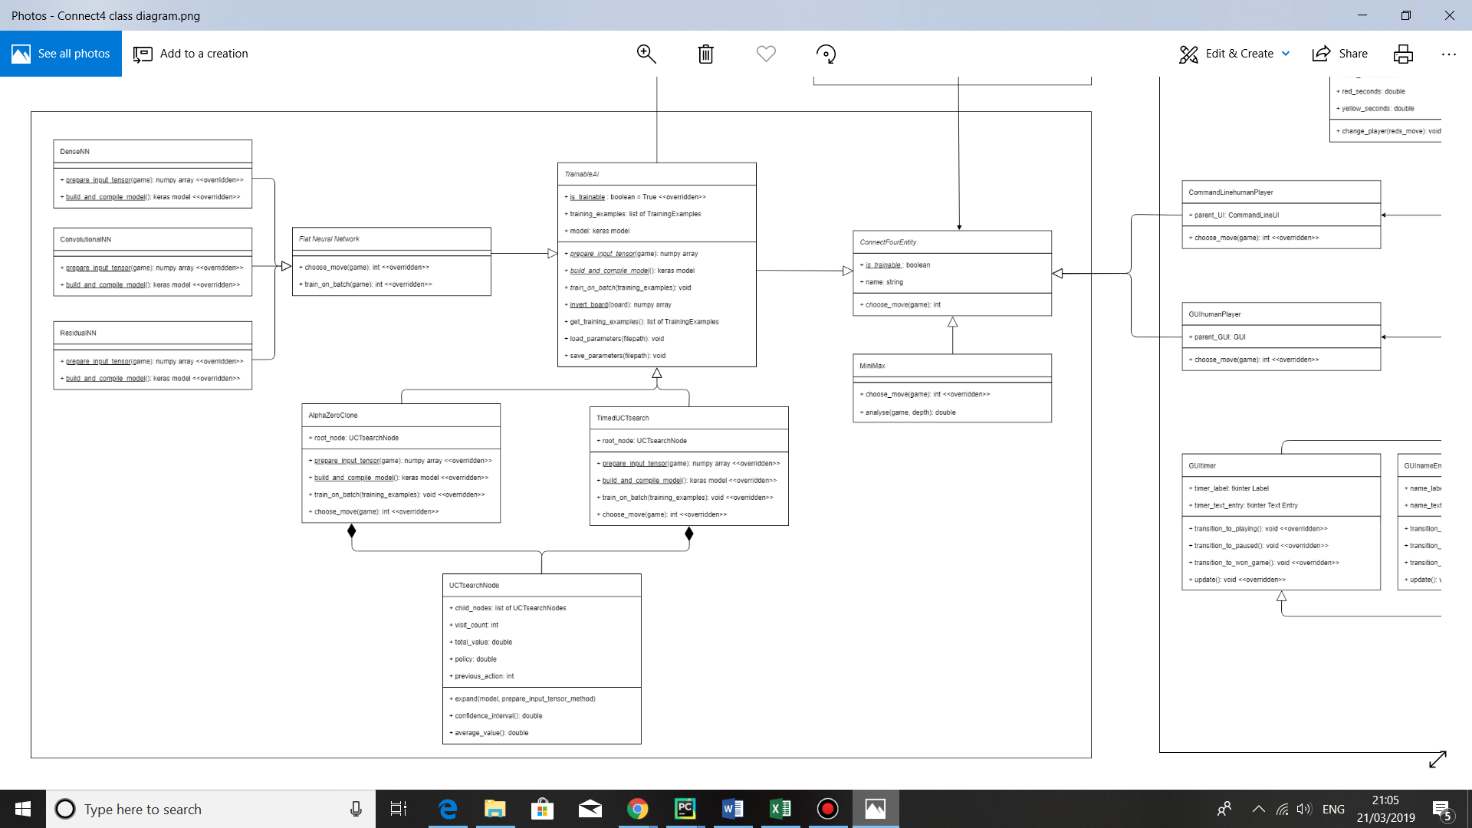 Photos - Connect4 class diagram.png
See all photos
Add to a creation
Edit & Create
Share
DenseNN
+ prepare_input_tensor(game): numpy array <<overridden>>
+ build_and_compile_model(): keras model <<overridden>>
ConvolutionalNN
+ prepare_input_tensor(game): numpy array <<overridden>>
+ build_and_compile_model(): keras model <<overridden>>
ResidualNN
+ prepare_input_tensor(game): numpy array <<overridden>>
+ build_and_compile_model(): keras model <<overridden>>
Flat Neural Network
+ choose_move(game): int <<overridden>>
+ train_on_batch(game): int <<overridden>>
TrainableAI
+ is_trainable : boolean = True <<overridden>>
+ training_examples: list of TrainingExamples
+ model: keras model
+ prepare_input_tensor(game): numpy array
+ build_and_compile_model(): keras model
+ train_on_batch(training_examples): void
+ invert_board(board): numpy array
+ get_training_examples(): list of TrainingExamples
+ load_parameters(filepath): void
+ save_parameters(filepath): void
AlphaZeroClone
+ root_node: UCTsearchNode
+ prepare_input_tensor(game): numpy array <<overridden>>
+ build_and_compile_model(): keras model <<overridden>>
+ train_on_batch(training_examples): void <<overridden>>
+ choose_move(game): int <<overridden>>
TimedUCTsearch
+ root_node: UCTsearchNode
+ prepare_input_tensor(game): numpy array <<overridden>>
+ build_and_compile_model(): keras model <<overridden>>
+ train_on_batch(training_examples): void <<overridden>>
+ choose_move(game): int <<overridden>>
UCTsearchNode
+ child_nodes: list of UCTsearchNodes
+ visit_count: int
+ total_value: double
+ policy: double
+ previous_action: int
+ expand(model, prepare_input_tensor_method)
+ confidence_interval(): double
+ average_value(): double
ConnectFourEntity
+ is_trainable : boolean
+ name: string
+ choose_move(game): int
MiniMax
+ choose_move(game): int <<overridden>>
+ analyse(game, depth): double
+ red_seconds: double
+ yellow_seconds: double
+ change_player(reds_move): void
CommandLinehumanPlayer
+ parent_UI: CommandLineUI
+ choose_move(game): int <<overridden>>
GUIhumanPlayer
+ parent_GUI: GUI
+ choose_move(game): int <<overridden>>
GUItimer
+ timer_label: tkinter Label
+ timer_text_entry: tkinter Text Entry
+ transition_to_playing(): void <<overridden>>
+ transition_to_paused(): void <<overridden>>
+ transition_to_won_game(): void <<overridden>>
+ update(): void <<overridden>>
GUInameEn
+ name_lab
+ name_text
+ transition_
+ transition_
+ transition_
+ update():
Type here to search
ENG
21:05
21/03/2019
5